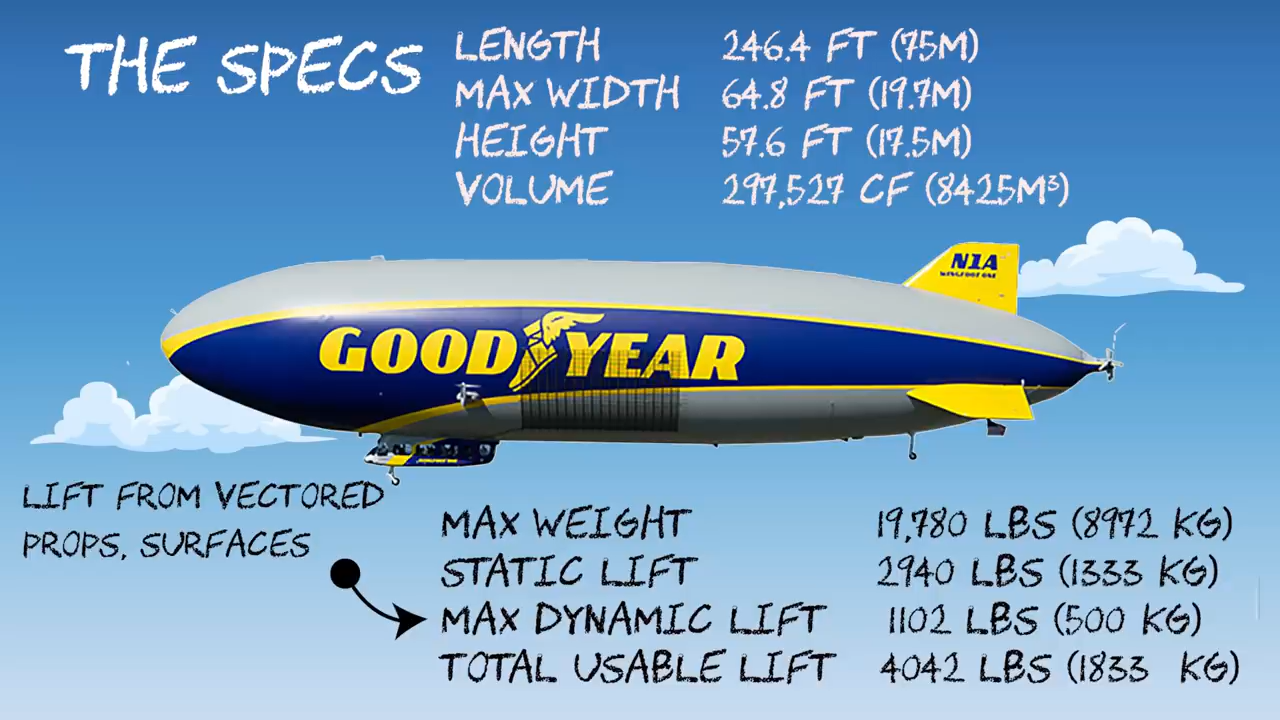 THE SPECS
LENGTH 246.4 FT (75M)
MAX WIDTH 64.8 FT (19.7M)
HEIGHT 57.6 FT (17.5M)
VOLUME 297,527 CF (8425M³)
N1A
WINGFOOT ONE
GOODYEAR
LIFT FROM VECTORED
PROPS, SURFACES
MAX WEIGHT 19,780 LBS (8972 KG)
STATIC LIFT 2940 LBS (1333 KG)
MAX DYNAMIC LIFT 1102 LBS (500 KG)
TOTAL USABLE LIFT 4042 LBS (1833 KG)